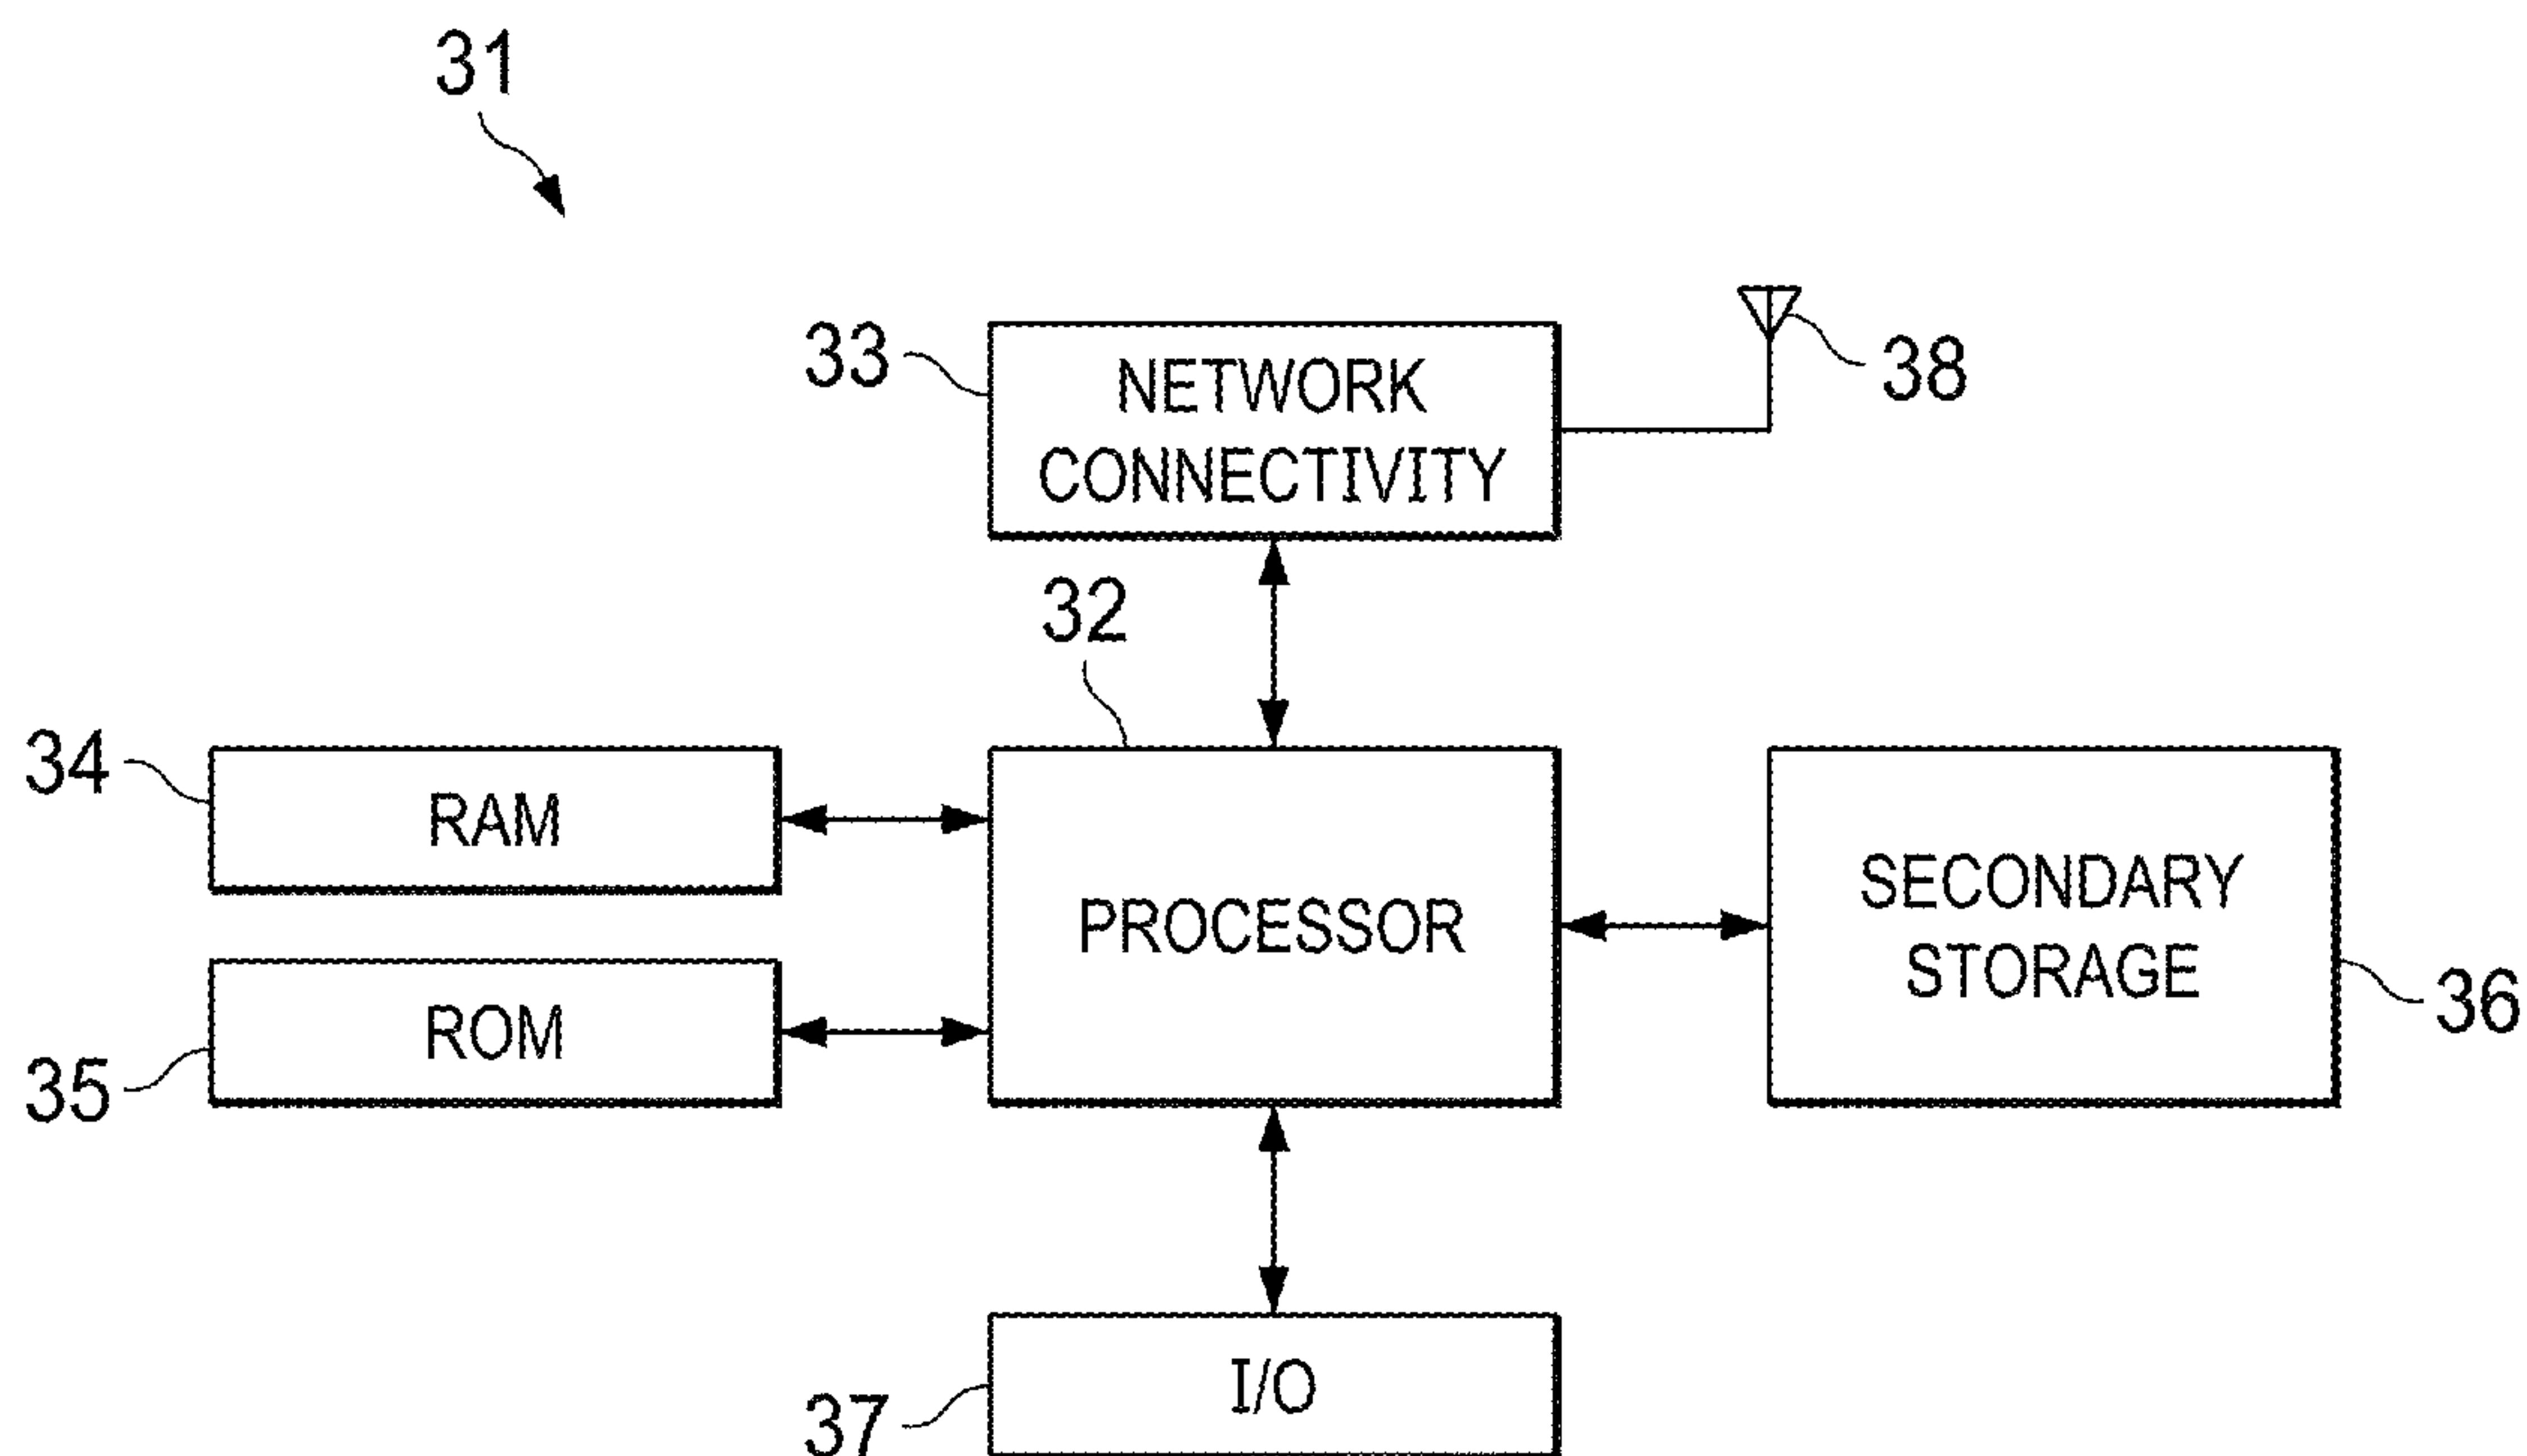 31
33
NETWORK
CONNECTIVITY
38
32
34
RAM
PROCESSOR
SECONDARY
STORAGE
36
35
ROM
37
I/O